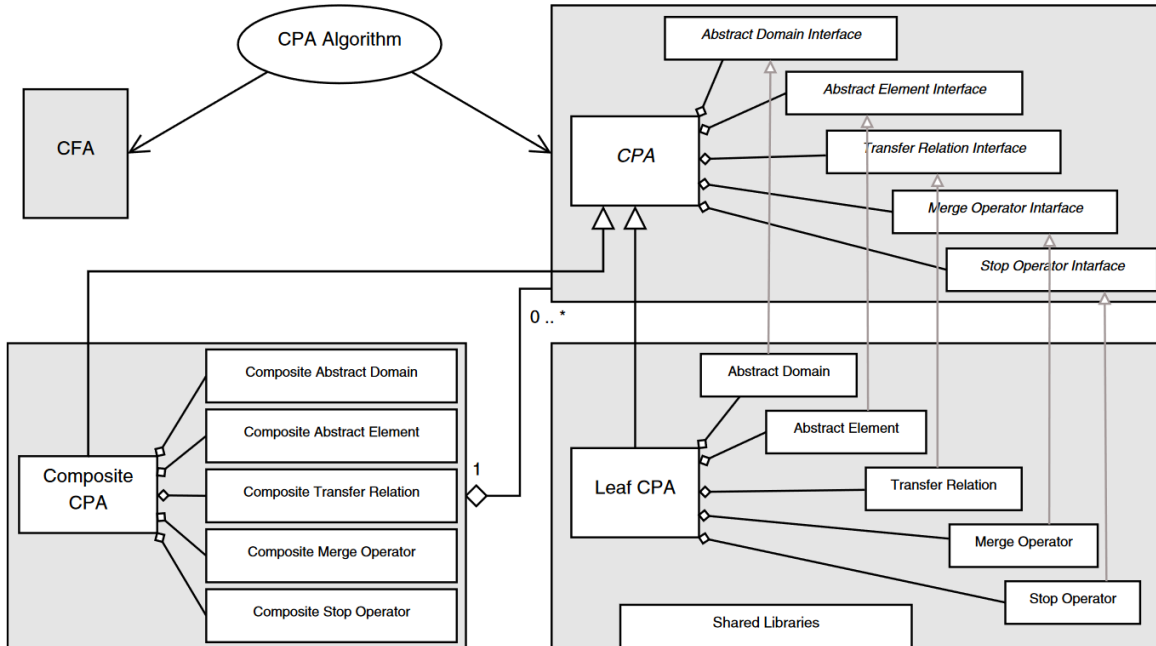 CPA Algorithm
CFA
Abstract Domain Interface
Abstract Element Interface
CPA
Transfer Relation Interface
Merge Operator Intarface
Stop Operator Interface
0 .. *
Composite Abstract Domain
Composite Abstract Element
Composite
CPA
Composite Transfer Relation
Composite Merge Operator
Composite Stop Operator
1
Abstract Domain
Abstract Element
Leaf CPA
Transfer Relation
Merge Operator
Stop Operator
Shared Libraries